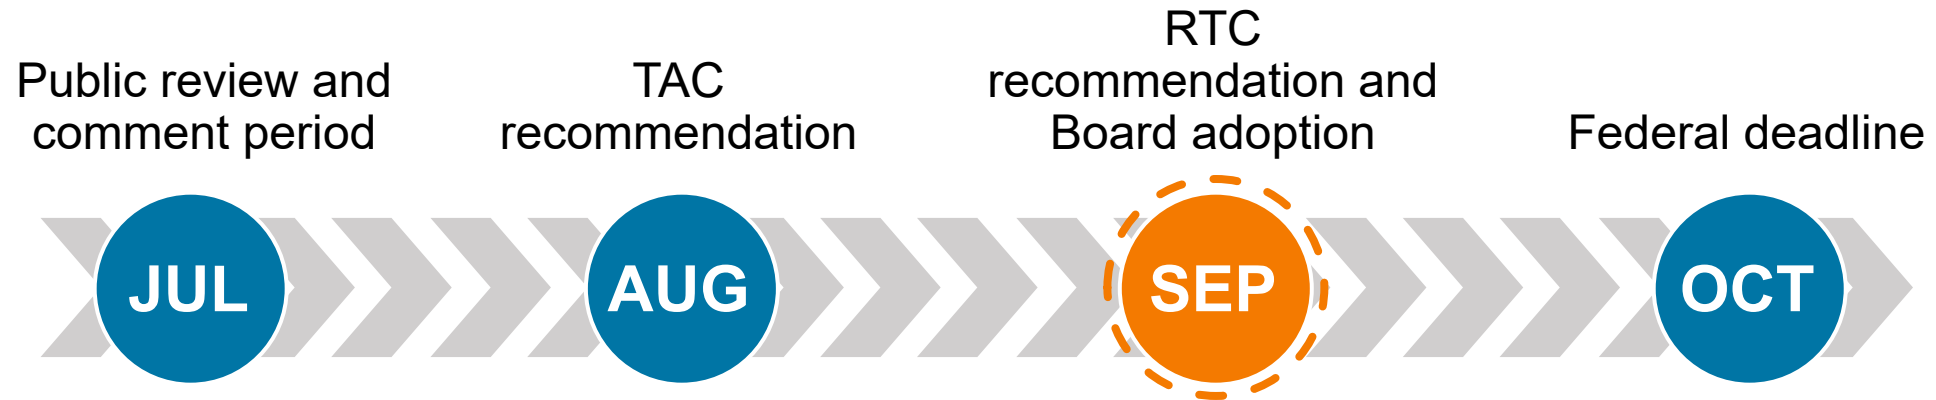 Public review and
comment period
JUL
TAC
recommendation
AUG
RTC
recommendation and
Board adoption
SEP
Federal deadline
OCT